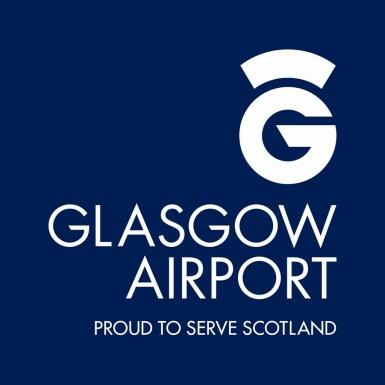 G
GLASGOW
AIRPORT
PROUD TO SERVE SCOTLAND